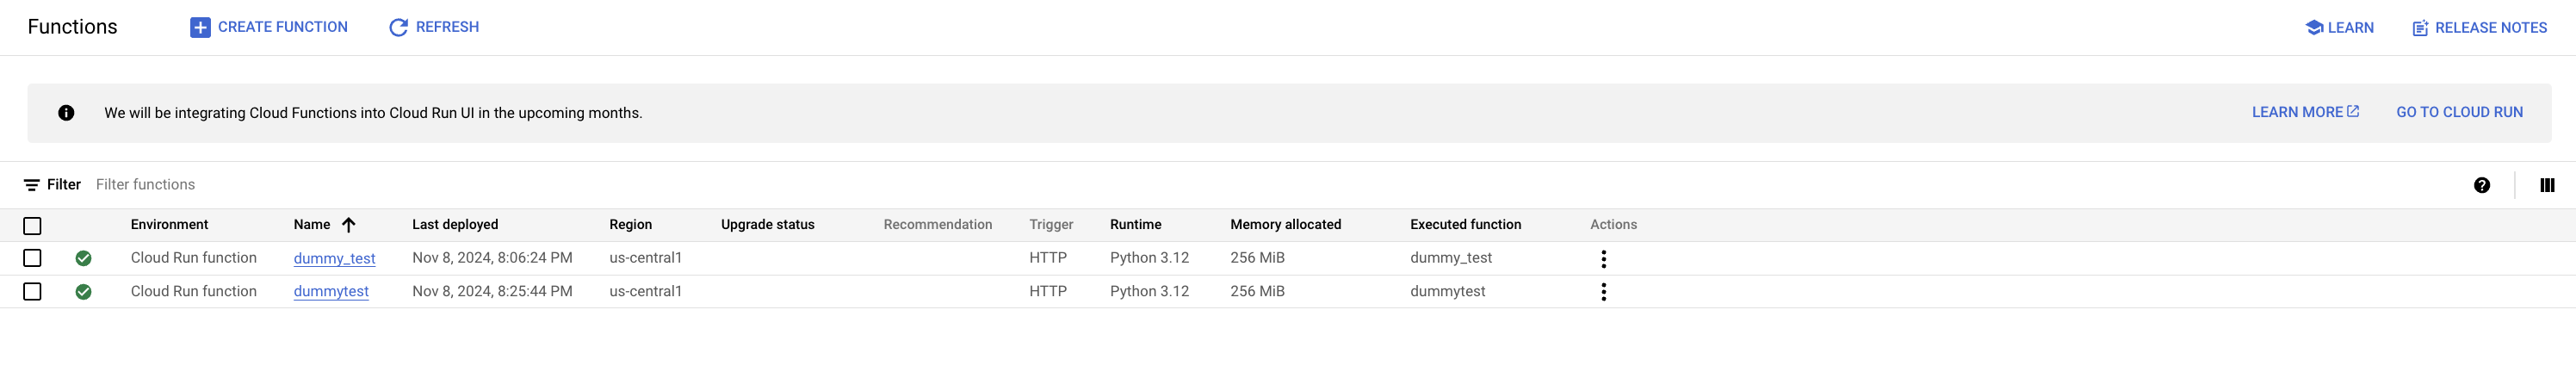 Functions CREATE FUNCTION REFRESH LEARN RELEASE NOTES
We will be integrating Cloud Functions into Cloud Run UI in the upcoming months. LEARN MORE GO TO CLOUD RUN
Filter Filter functions
Environment Name Last deployed Region Upgrade status Recommendation Trigger Runtime Memory allocated Executed function Actions
Cloud Run function dummy_test Nov 8, 2024, 8:06:24 PM us-central1 HTTP Python 3.12 256 MiB dummy_test
Cloud Run function dummytest Nov 8, 2024, 8:25:44 PM us-central1 HTTP Python 3.12 256 MiB dummytest